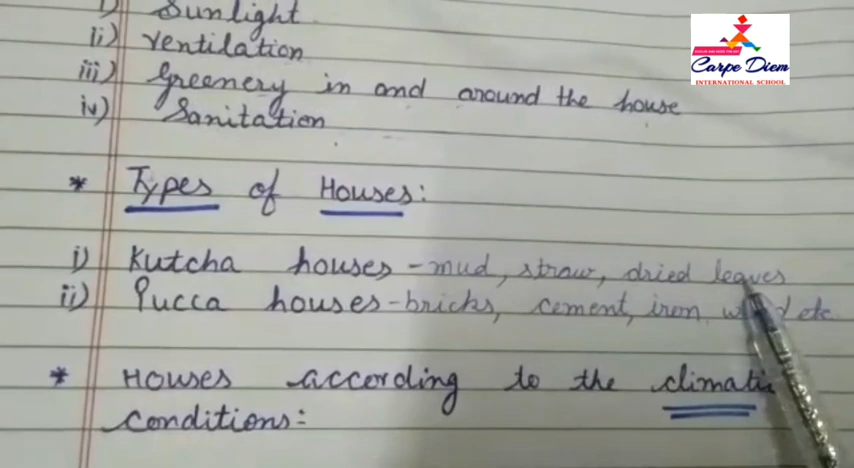 i) Sunlight
ii) Ventilation
iii) Greenery in and around the house
iv) Sanitation
* Types of Houses:
i) Kutcha houses - mud, straw, dried leaves
ii) Pucca houses - bricks, cement, iron etc
* Houses according to the climatic
conditions:
Carpe Diem
INTERNATIONAL SCHOOL